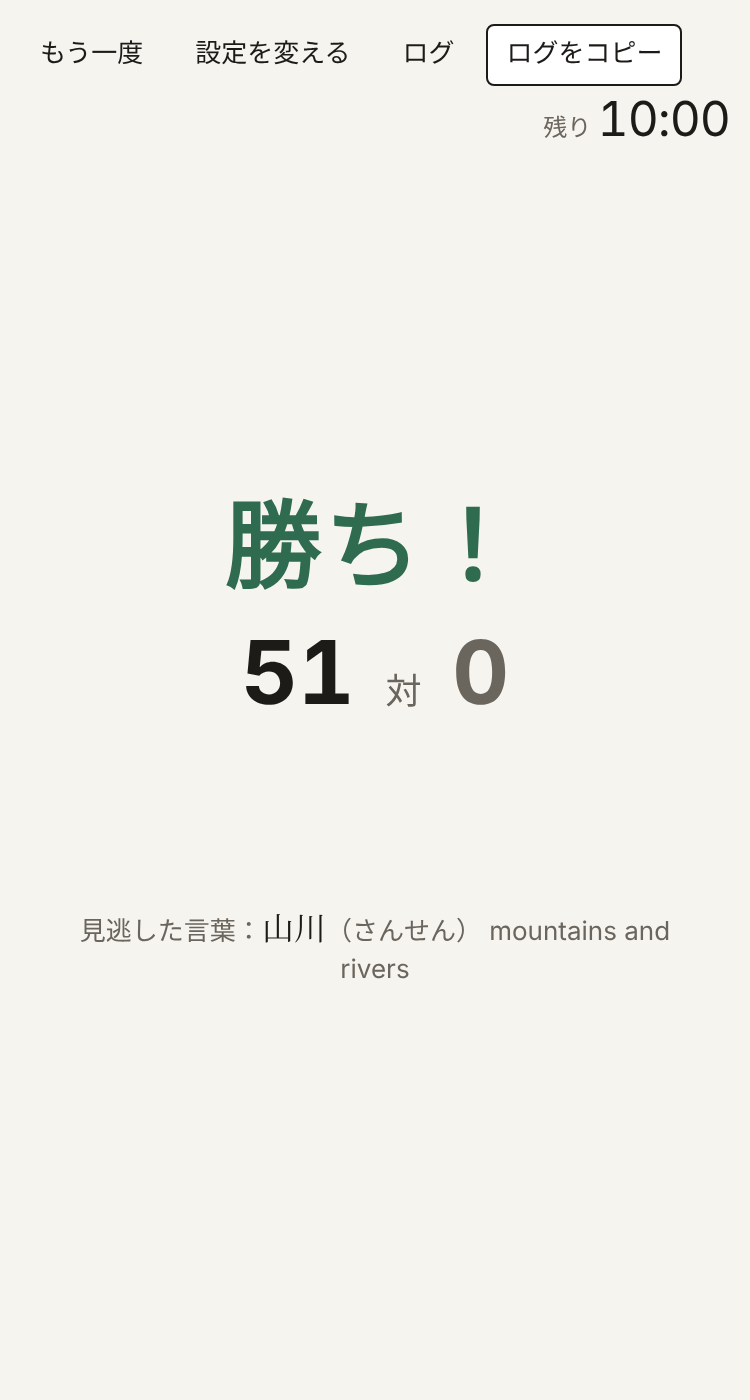 もう一度 設定を変える ログ ログをコピー
残り 10:00
勝ち！
51 対 0
見逃した言葉：山川（さんせん） mountains and
rivers